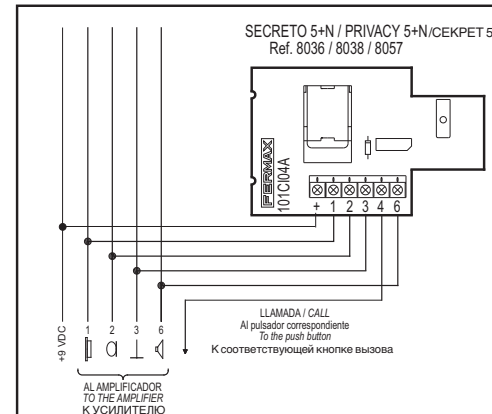 SECRETO 5+N / PRIVACY 5+N/СЕКРЕТ 5
Ref. 8036 / 8038 / 8057
FERMAX
101CI04A
+ 1 2 3 4 6
LLAMADA / CALL
Al pulsador correspondiente
To the push button
К соответствующей кнопке вызова
+9 VDC
1 2 3 6
AL AMPLIFICADOR
TO THE AMPLIFIER
К УСИЛИТЕЛЮ